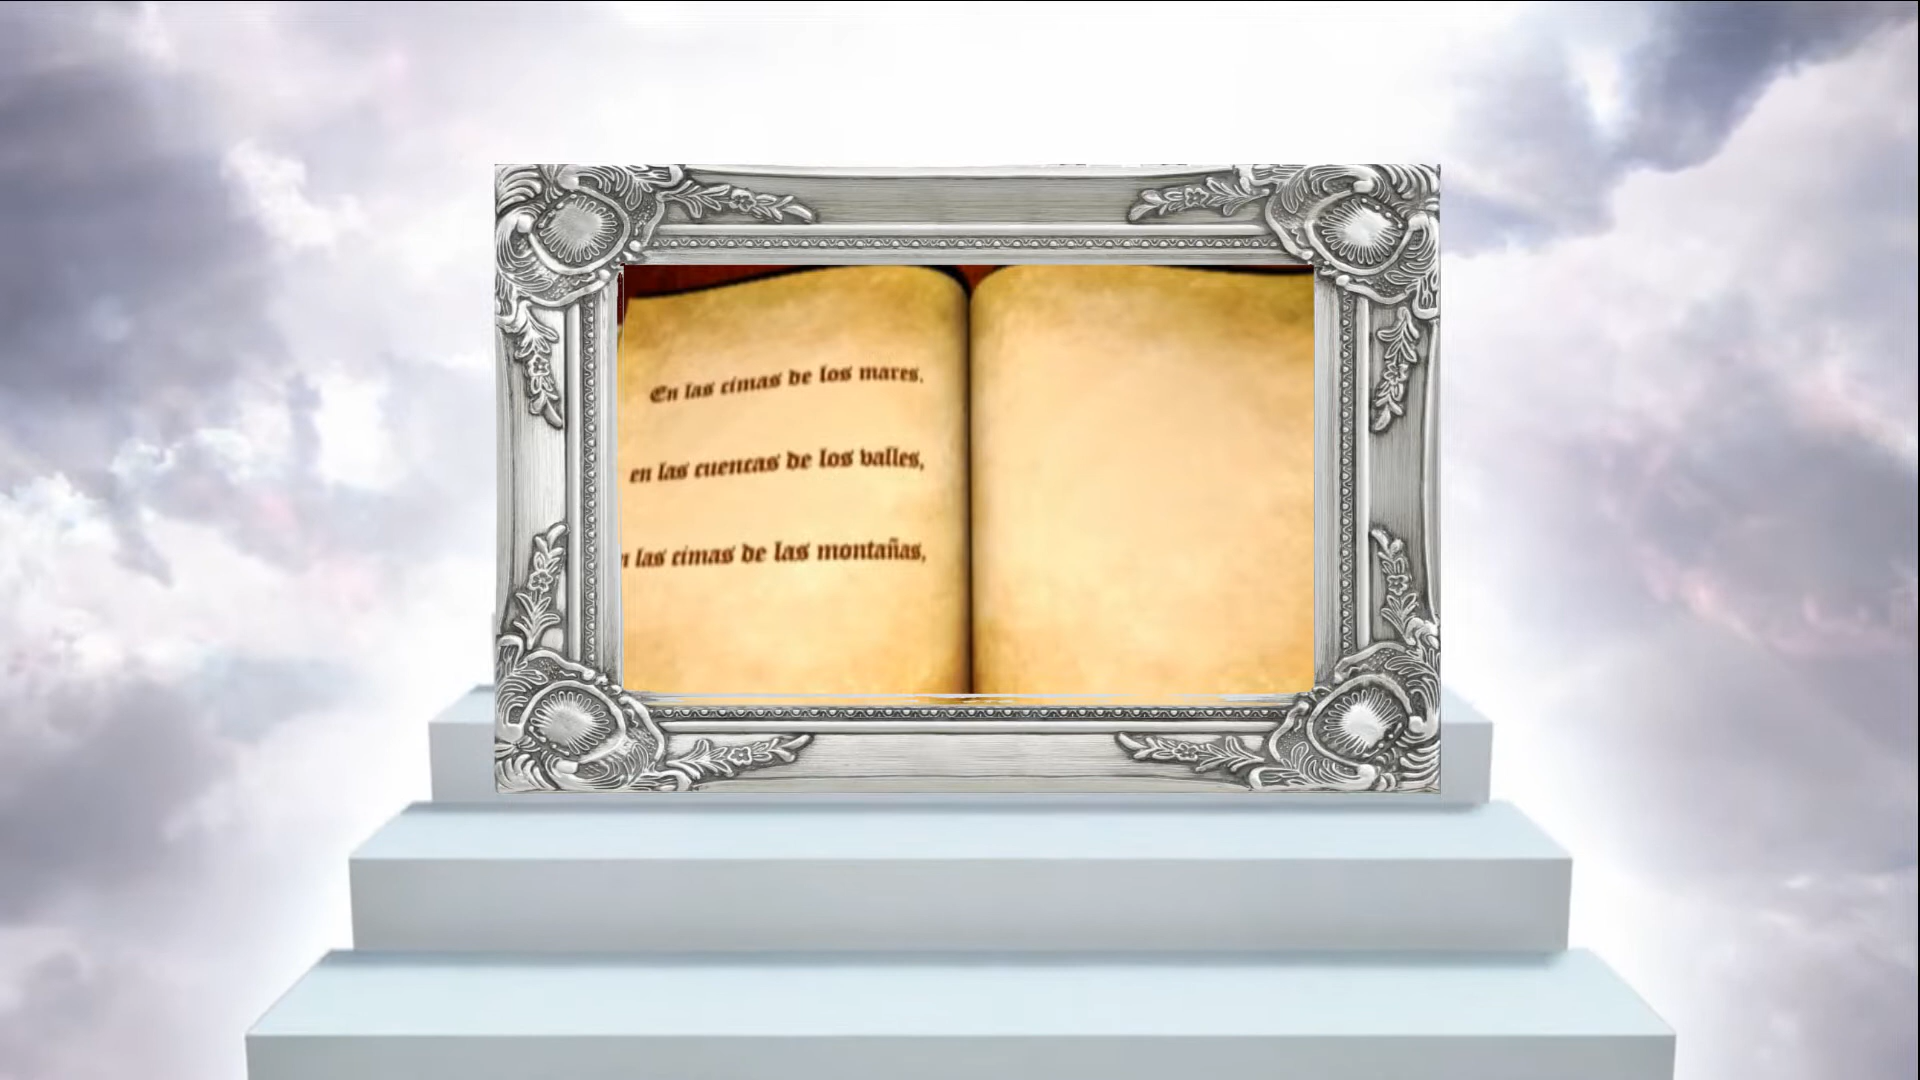 En las cimas de los mares,
en las cuencas de los valles,
las cimas de las montañas,